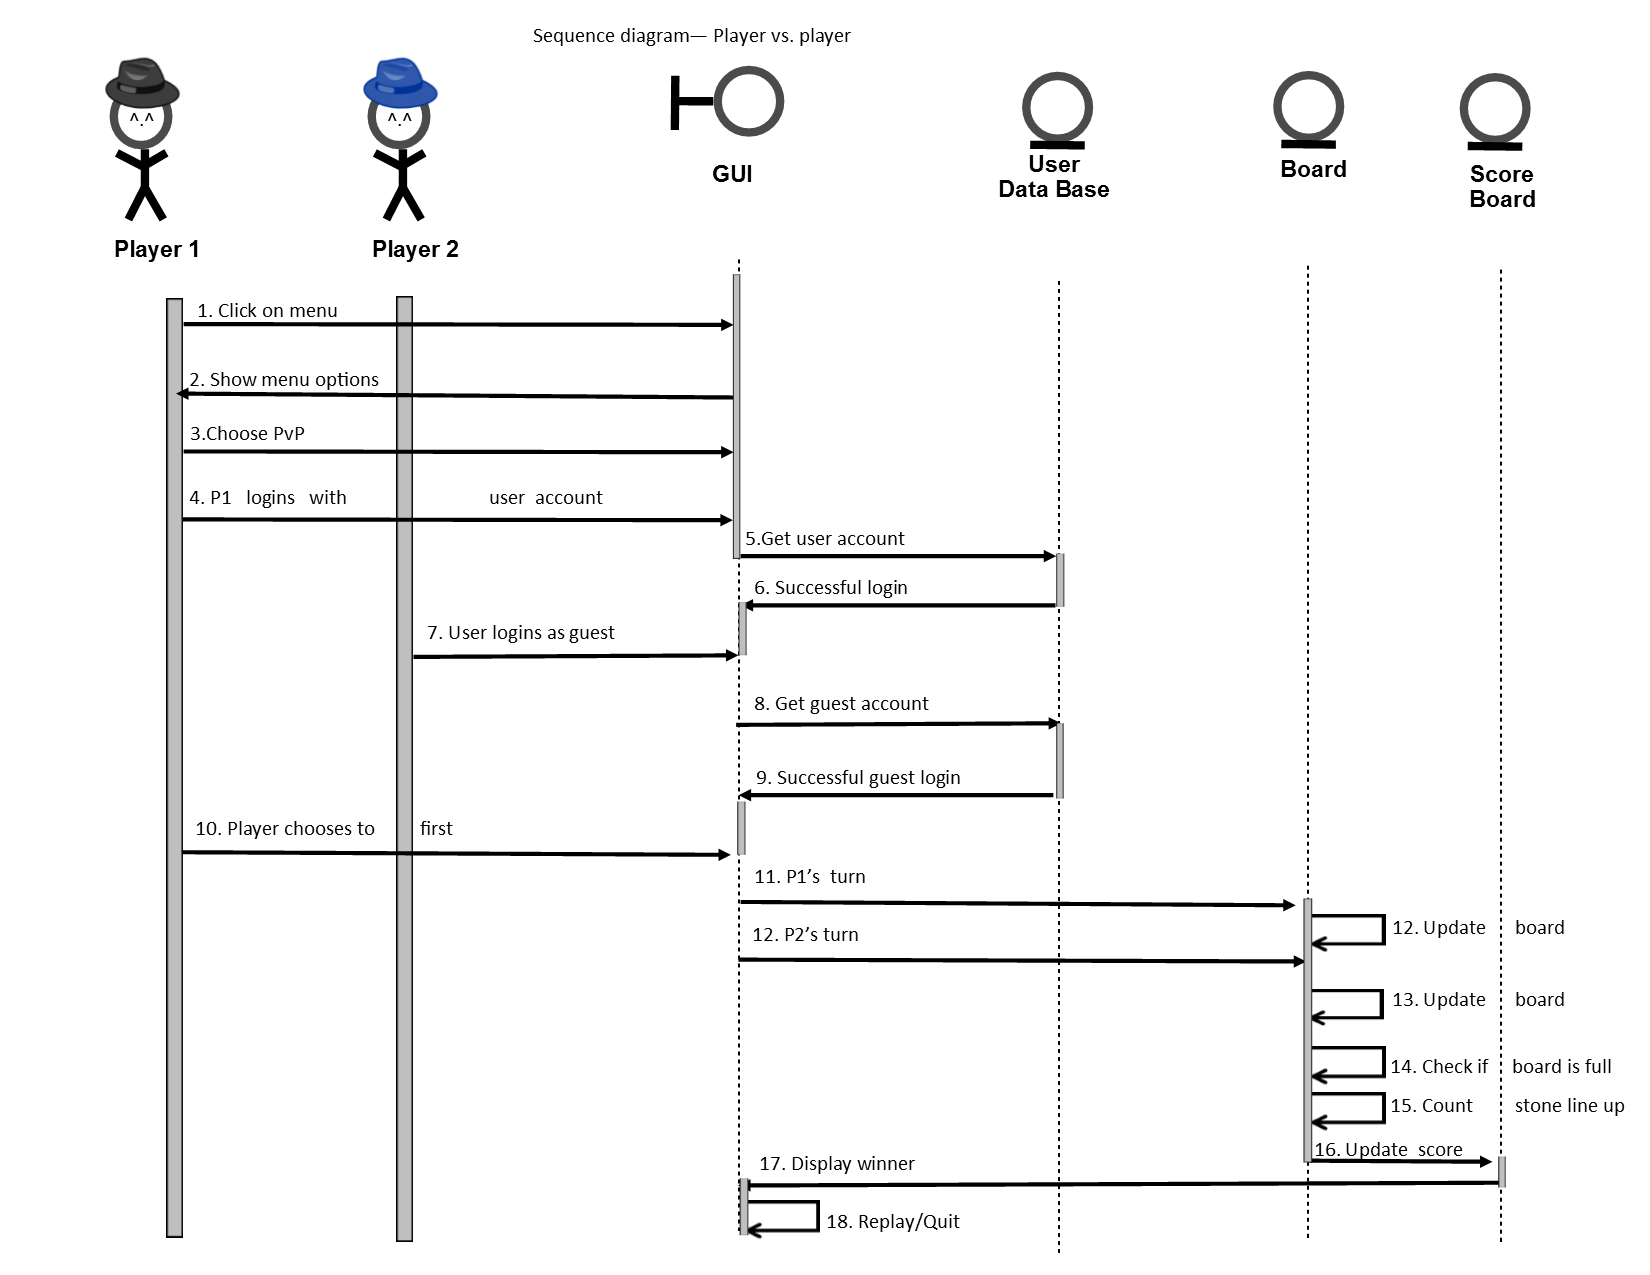 Sequence diagram— Player vs. player
^.^
^.^
GUI
User
Data Base
Board
Score
Board
Player 1
Player 2
1. Click on menu
2. Show menu options
3.Choose PvP
4. P1 logins with user account
5.Get user account
6. Successful login
7. User logins as guest
8. Get guest account
9. Successful guest login
10. Player chooses to first
11. P1's turn
12. Update board
12. P2's turn
13. Update board
14. Check if board is full
15. Count stone line up
16. Update score
17. Display winner
18. Replay/Quit